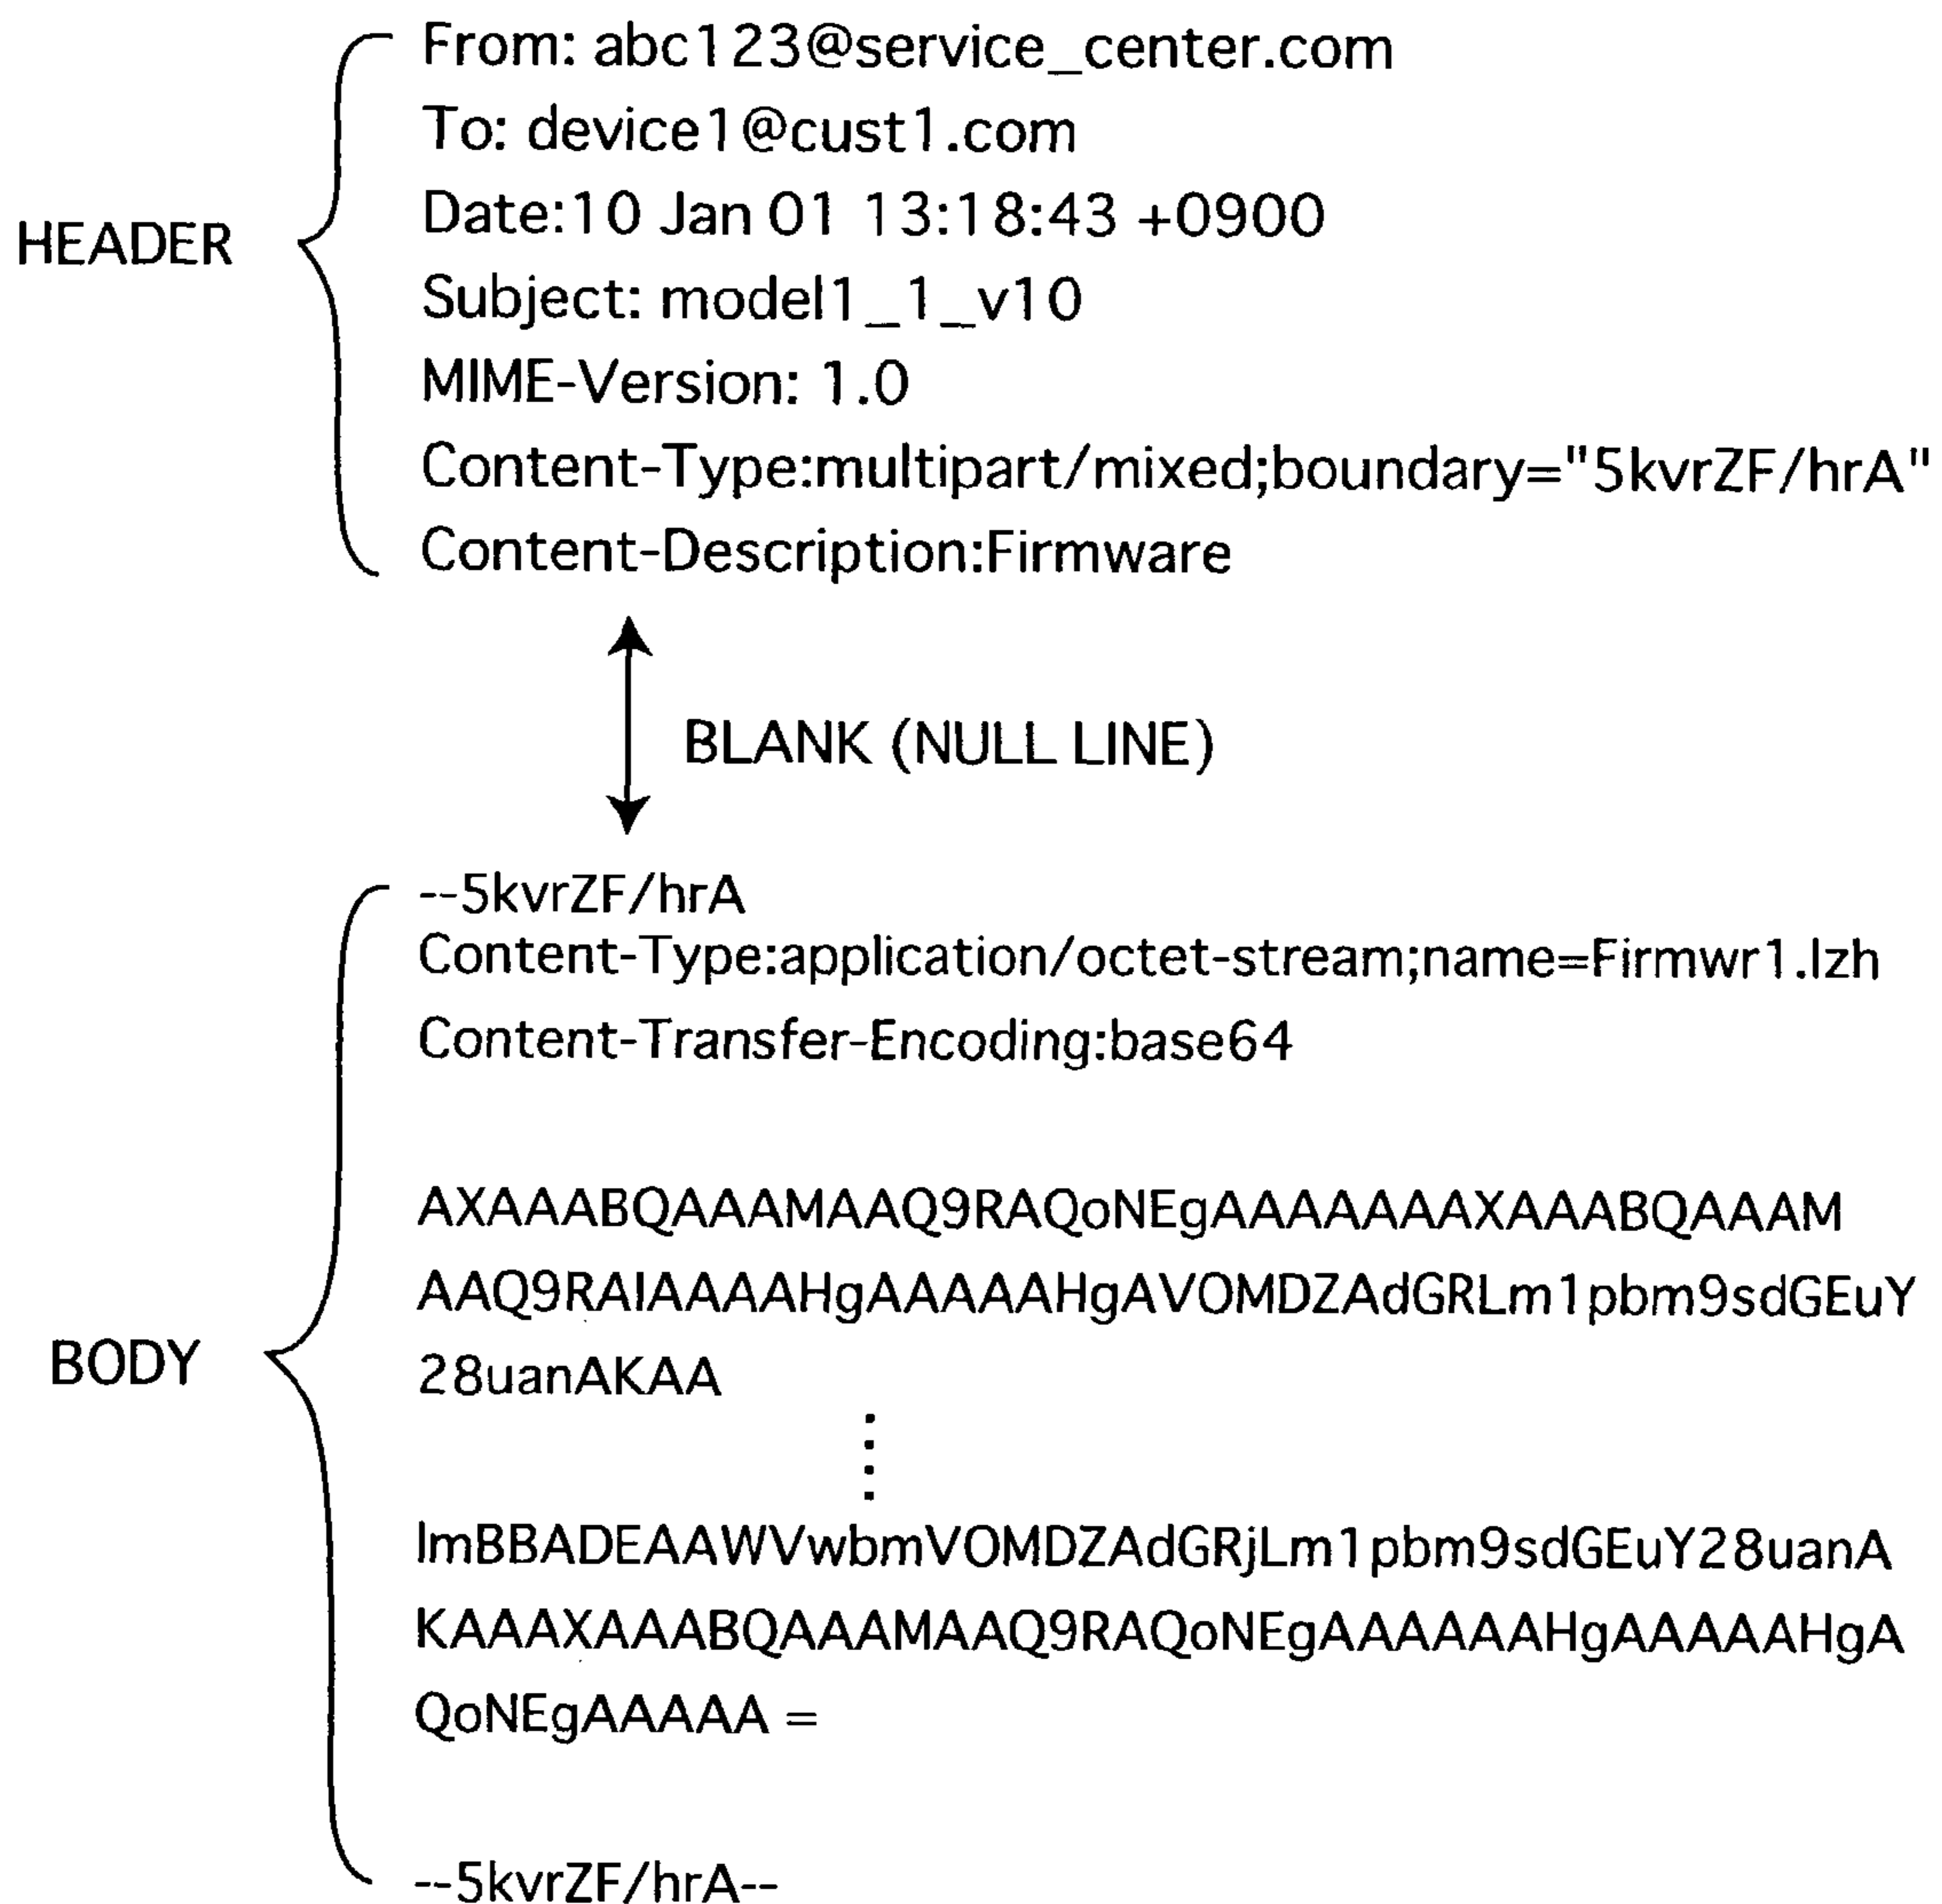 From: abc123@service_center.com
To: device1@cust1.com
Date:10 Jan 01 13:18:43 +0900
HEADER
Subject: model1_1_v10
MIME-Version: 1.0
Content-Type:multipart/mixed;boundary="5kvrZF/hrA"
Content-Description:Firmware
BLANK (NULL LINE)
--5kvrZF/hrA
Content-Type:application/octet-stream;name=Firmwr1.lzh
Content-Transfer-Encoding:base64
AXAAABQAAAMAAQ9RAQoNEgAAAAAAAXAAABQAAAM
AAQ9RAIAAAAHgAAAAAHgAVOMDZAdGRLm1pbm9sdGEuY
BODY
28uanAKAA
lmBBADEAAWVwbmVOMDZAdGRjLm1pbm9sdGEuY28uanA
KAAAXAAABQAAAMAAQ9RAQoNEgAAAAAAHgAAAAAHgA
QoNEgAAAAA =
--5kvrZF/hrA--